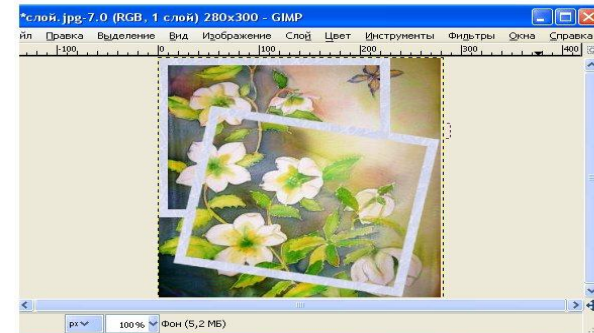 *слой.jpg-7.0 (RGB, 1 слой) 280x300 - GIMP
йл Правка Выделение Вид Изображение Слой Цвет Инструменты Фильтры Окна Справка
-100 0 100 200 300 400
px 100% Фон (5,2 МБ)